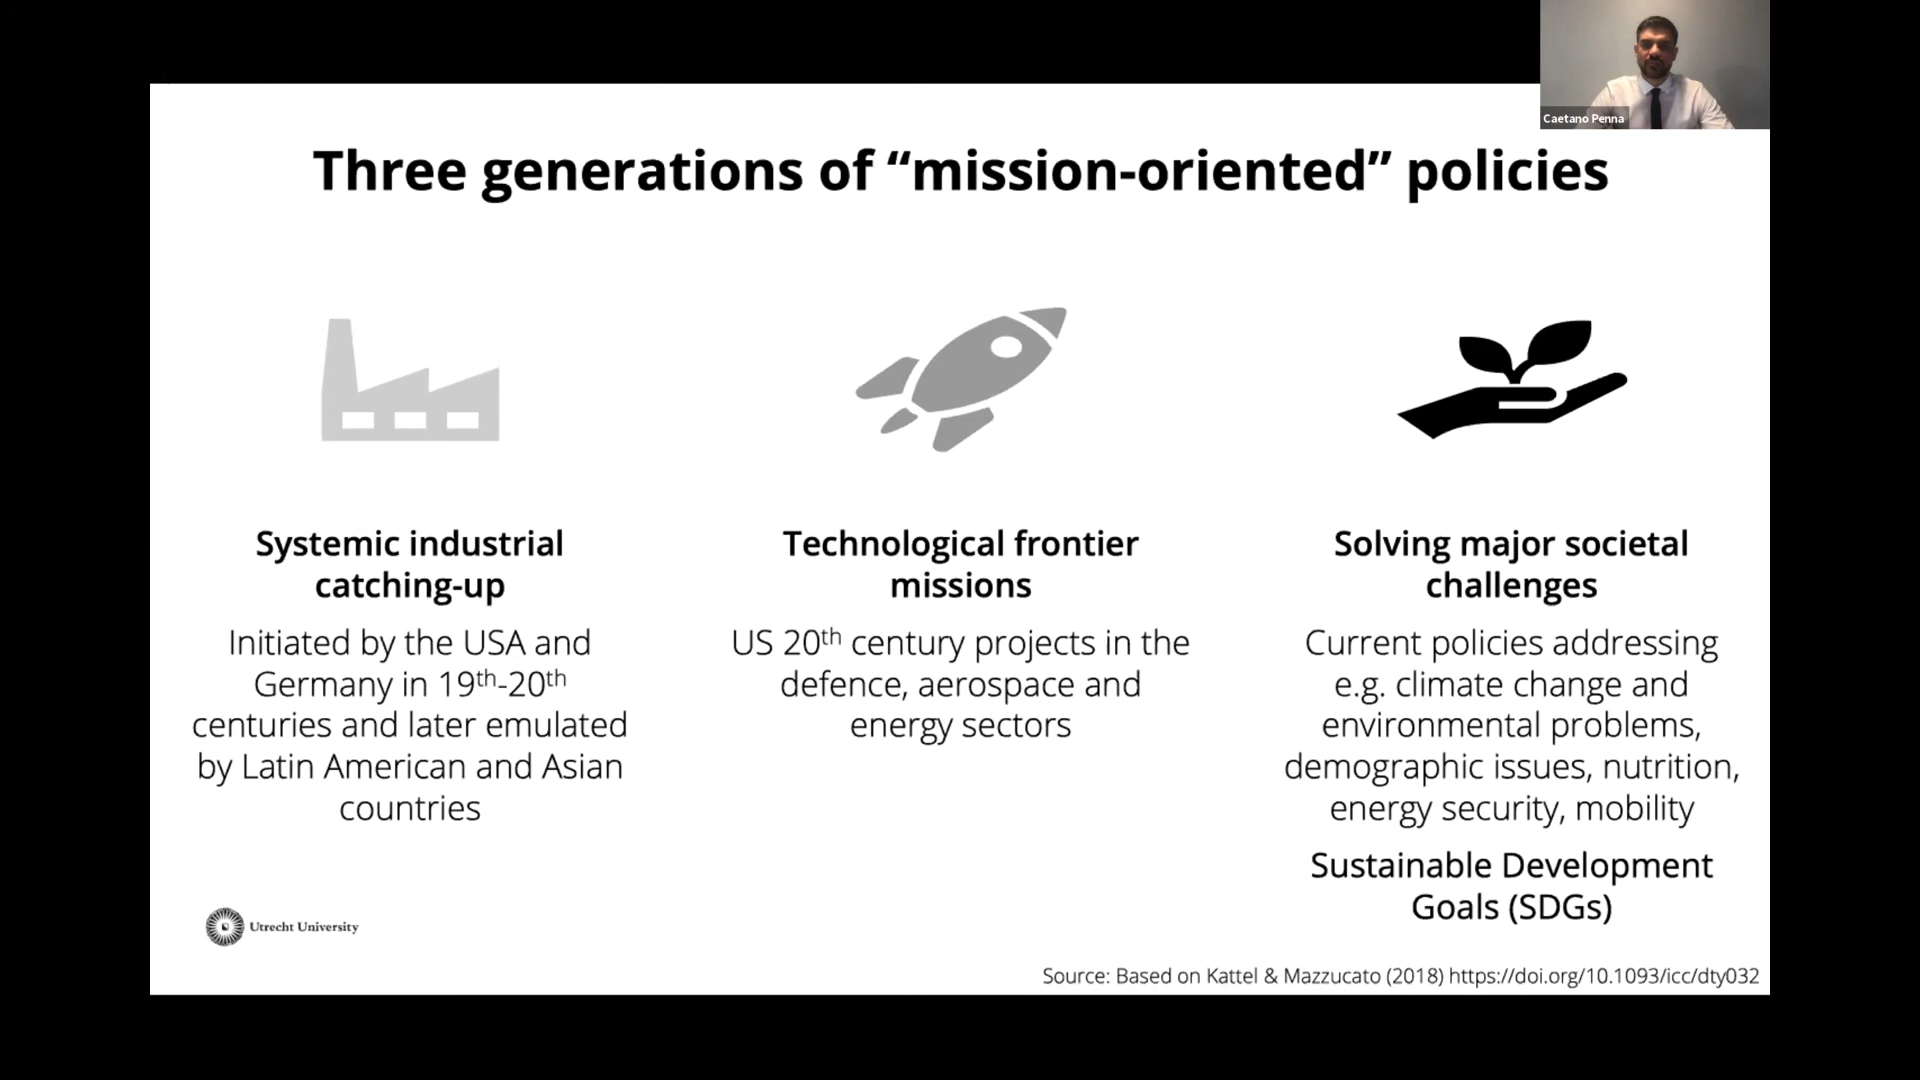 Caetano Penna
Three generations of “mission-oriented” policies
Systemic industrial
catching-up
Initiated by the USA and
Germany in 19th-20th
centuries and later emulated
by Latin American and Asian
countries
Technological frontier
missions
US 20th century projects in the
defence, aerospace and
energy sectors
Solving major societal
challenges
Current policies addressing
e.g. climate change and
environmental problems,
demographic issues, nutrition,
energy security, mobility
Sustainable Development
Goals (SDGs)
Utrecht University
Source: Based on Kattel & Mazzucato (2018) https://doi.org/10.1093/icc/dty032